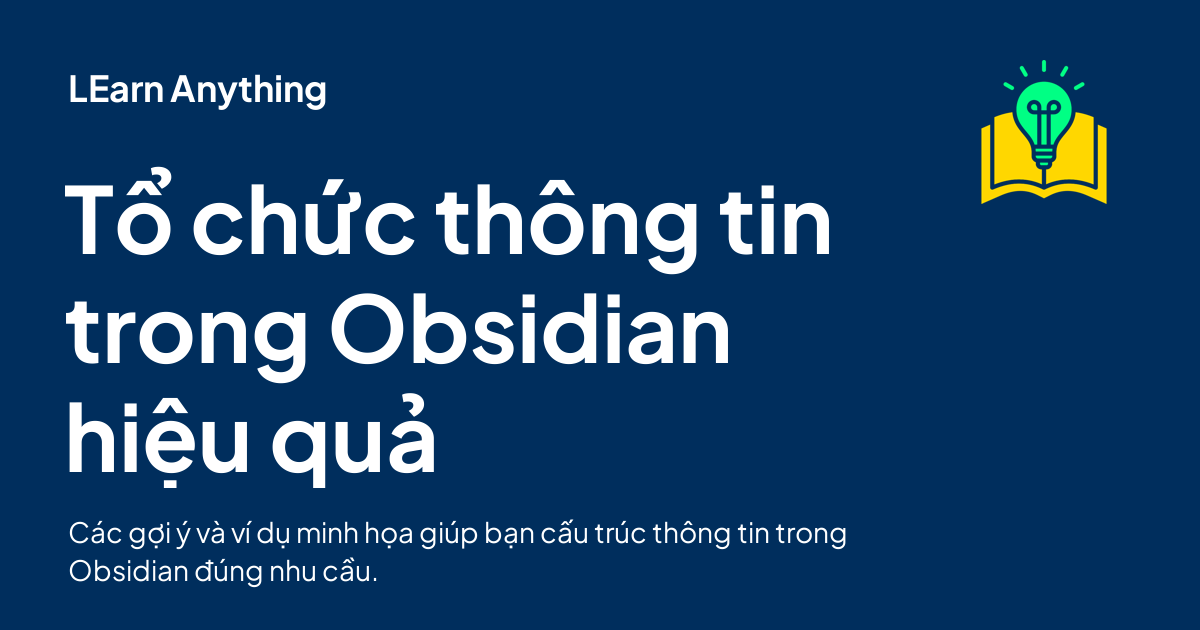 LEarn Anything
Tổ chức thông tin
trong Obsidian
hiệu quả
Các gợi ý và ví dụ minh họa giúp bạn cấu trúc thông tin trong
Obsidian đúng nhu cầu.